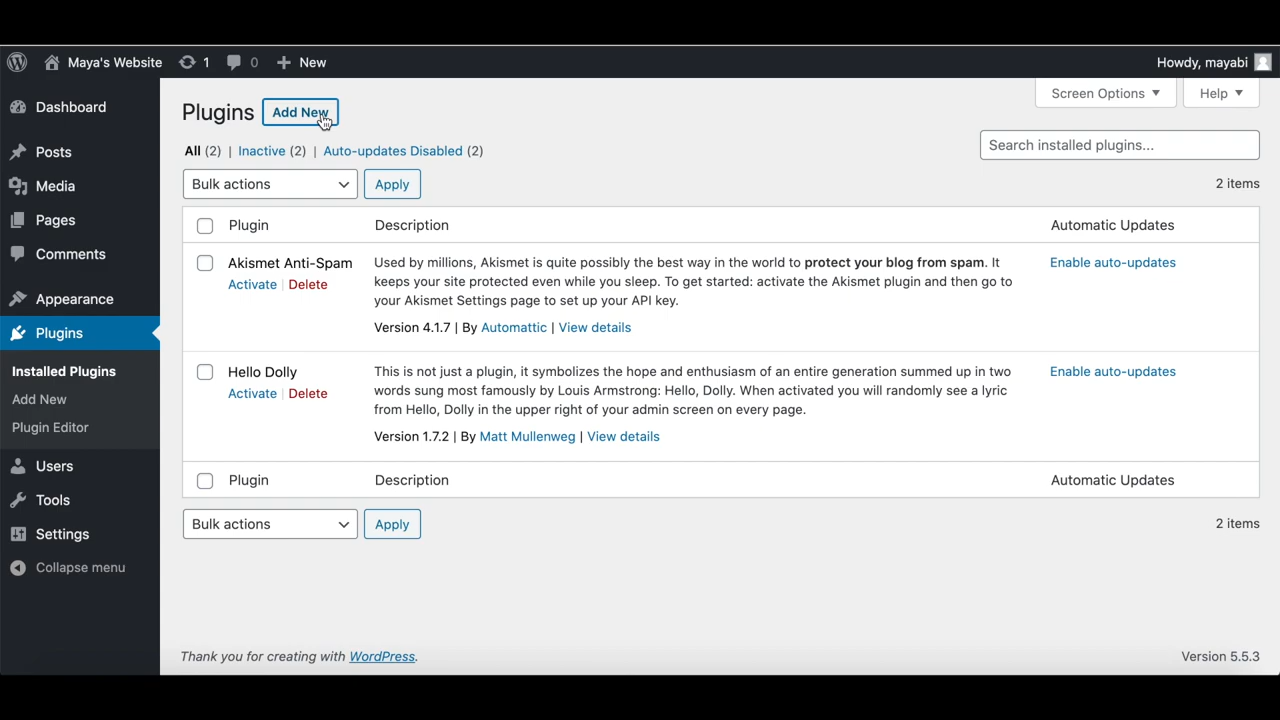 Maya's Website 1 0 New Howdy, mayabi
Dashboard
Posts
Media
Pages
Comments
Appearance
Plugins
Installed Plugins
Add New
Plugin Editor
Users
Tools
Settings
Collapse menu
Screen Options Help
Plugins Add New
All (2) | Inactive (2) | Auto-updates Disabled (2)
Search installed plugins...
Bulk actions Apply 2 items
Plugin Description Automatic Updates
Akismet Anti-Spam
Activate | Delete
Used by millions, Akismet is quite possibly the best way in the world to protect your blog from spam. It
keeps your site protected even while you sleep. To get started: activate the Akismet plugin and then go to
your Akismet Settings page to set up your API key.
Version 4.1.7 | By Automattic | View details
Enable auto-updates
Hello Dolly
Activate | Delete
This is not just a plugin, it symbolizes the hope and enthusiasm of an entire generation summed up in two
words sung most famously by Louis Armstrong: Hello, Dolly. When activated you will randomly see a lyric
from Hello, Dolly in the upper right of your admin screen on every page.
Version 1.7.2 | By Matt Mullenweg | View details
Enable auto-updates
Plugin Description Automatic Updates
Bulk actions Apply 2 items
Thank you for creating with WordPress. Version 5.5.3